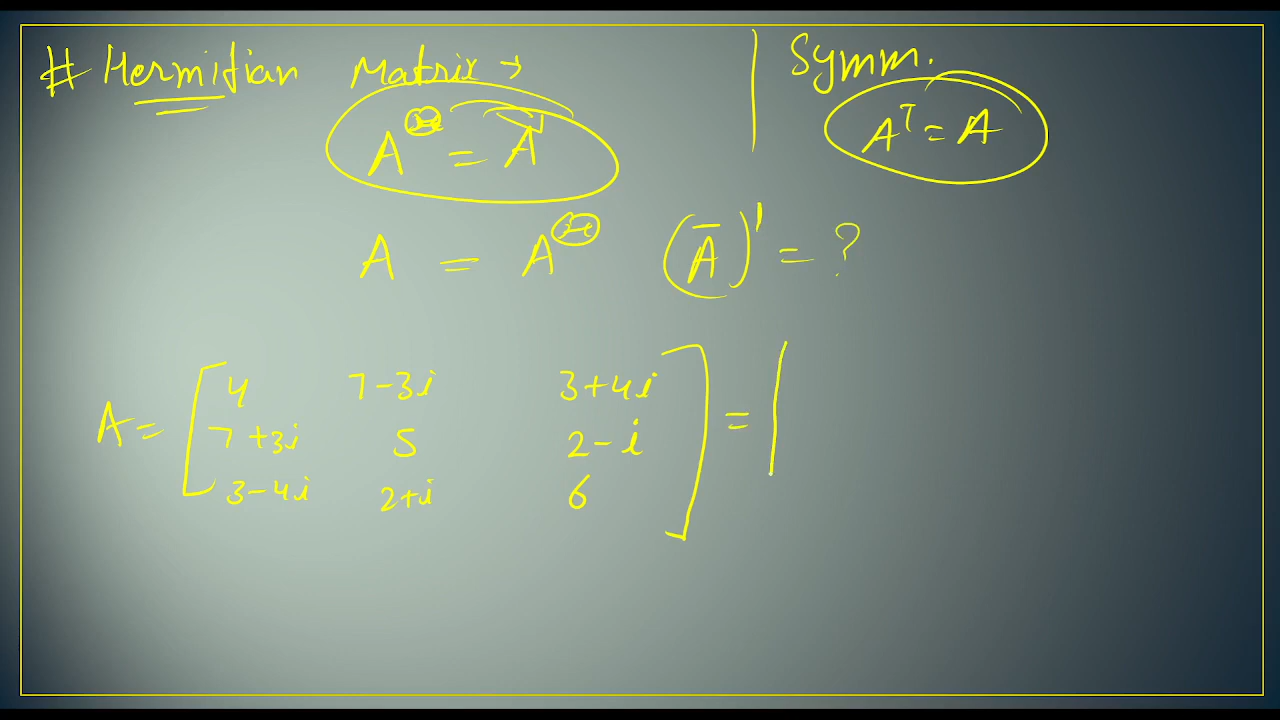 # Hermitian Matrix →
Symm.
A^Ⓗ = A
A^T = A
A = A^Ⓗ (Ā)' = ?
A = [ 4 7-3i 3+4i ] = |
7+3i 5 2-i
3-4i 2+i 6